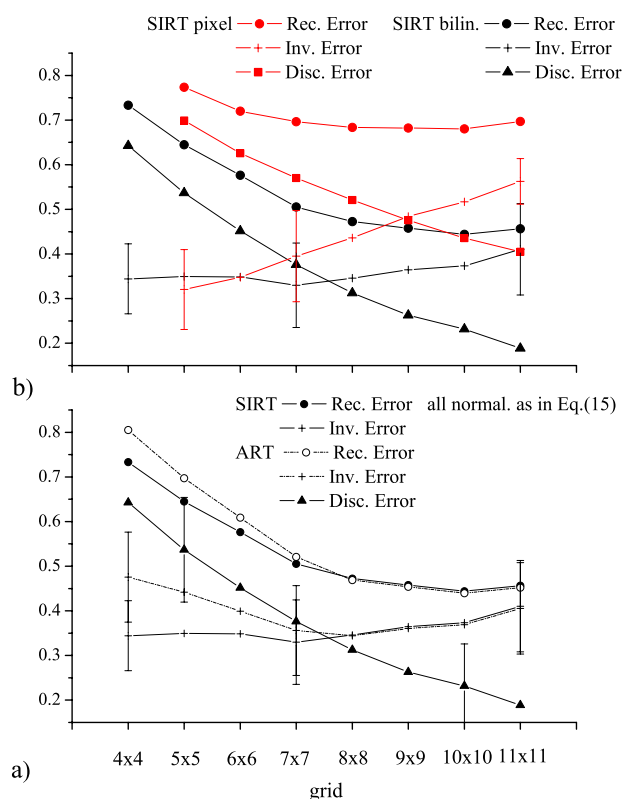 SIRT pixel Rec. Error SIRT bilin. Rec. Error
Inv. Error Inv. Error
Disc. Error Disc. Error
0.8
0.7
0.6
0.5
0.4
0.3
0.2
b)
SIRT Rec. Error all normal. as in Eq.(15)
Inv. Error
ART Rec. Error
Inv. Error
Disc. Error
0.8
0.7
0.6
0.5
0.4
0.3
0.2
a)
4x4 5x5 6x6 7x7 8x8 9x9 10x10 11x11
grid